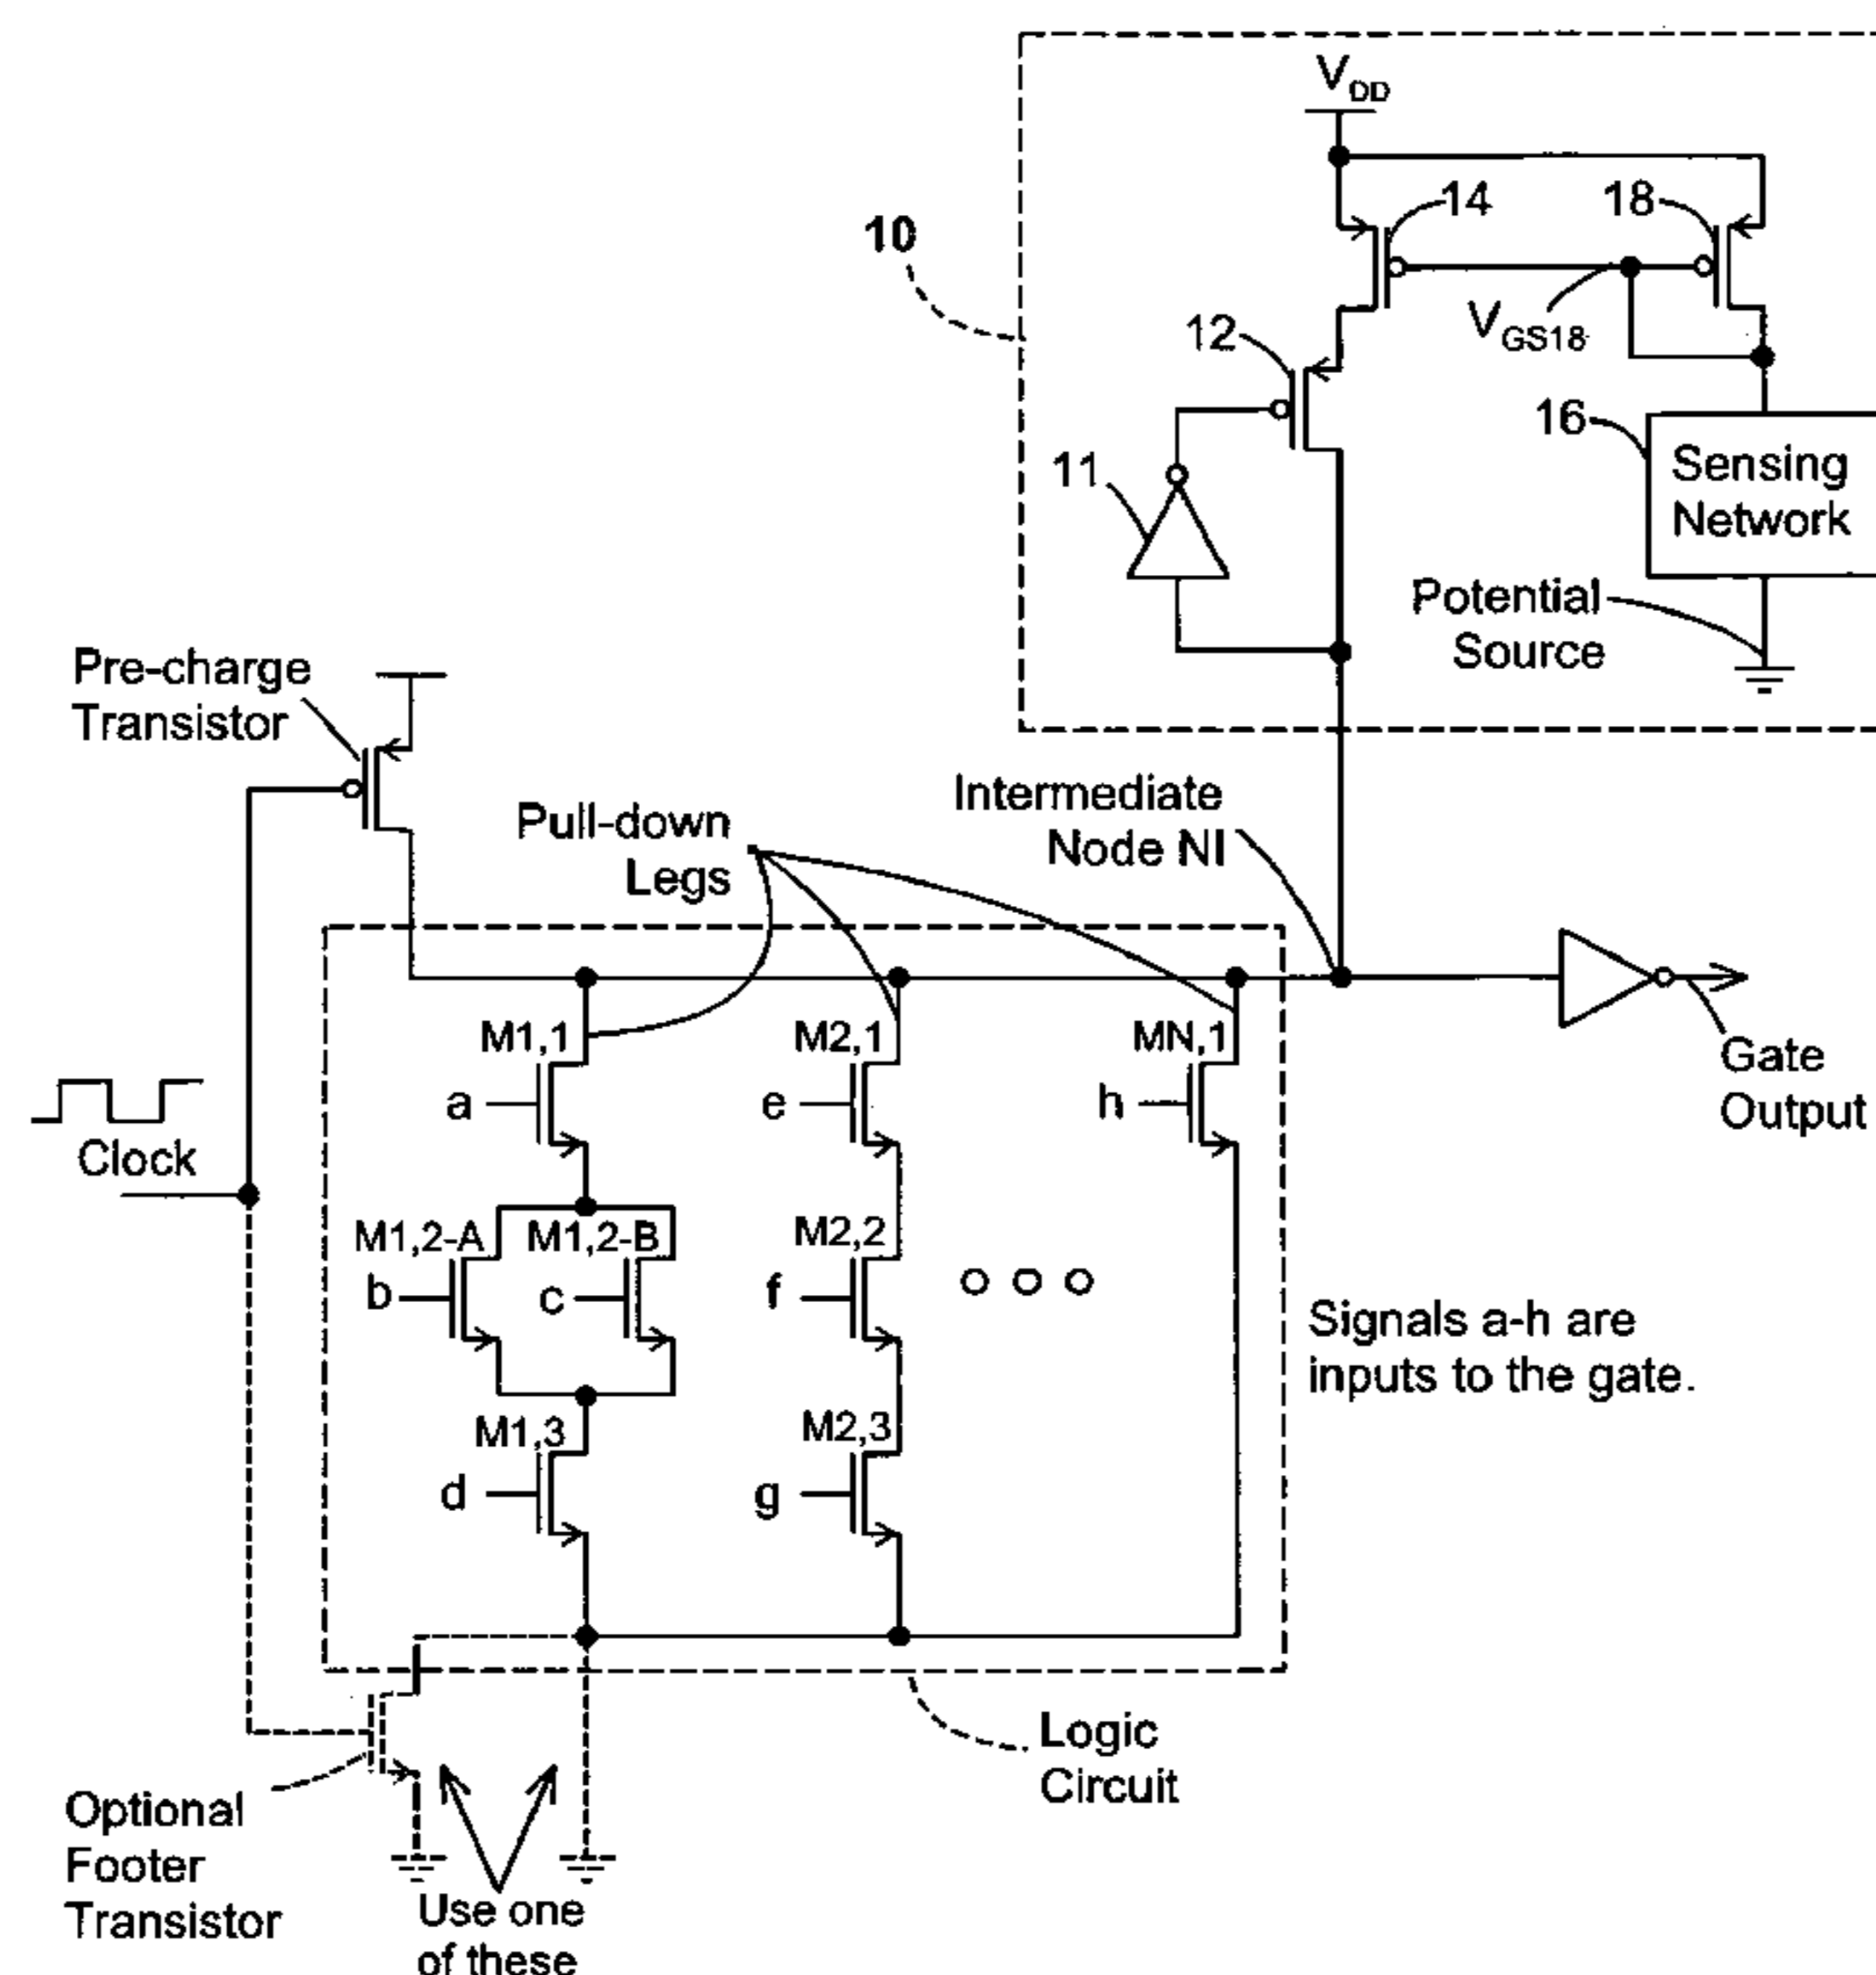 V_DD
14
18
10
V_GS18
12
16
11
Sensing
Network
Potential
Source
Pre-charge
Transistor
Intermediate
Node NI
Pull-down
Legs
M1,1
M2,1
MN,1
a
e
h
Gate
Output
Clock
M1,2-A
M1,2-B
M2,2
b
c
f
Signals a-h are
inputs to the gate.
M1,3
M2,3
d
g
Logic
Circuit
Optional
Footer
Transistor
Use one
of these